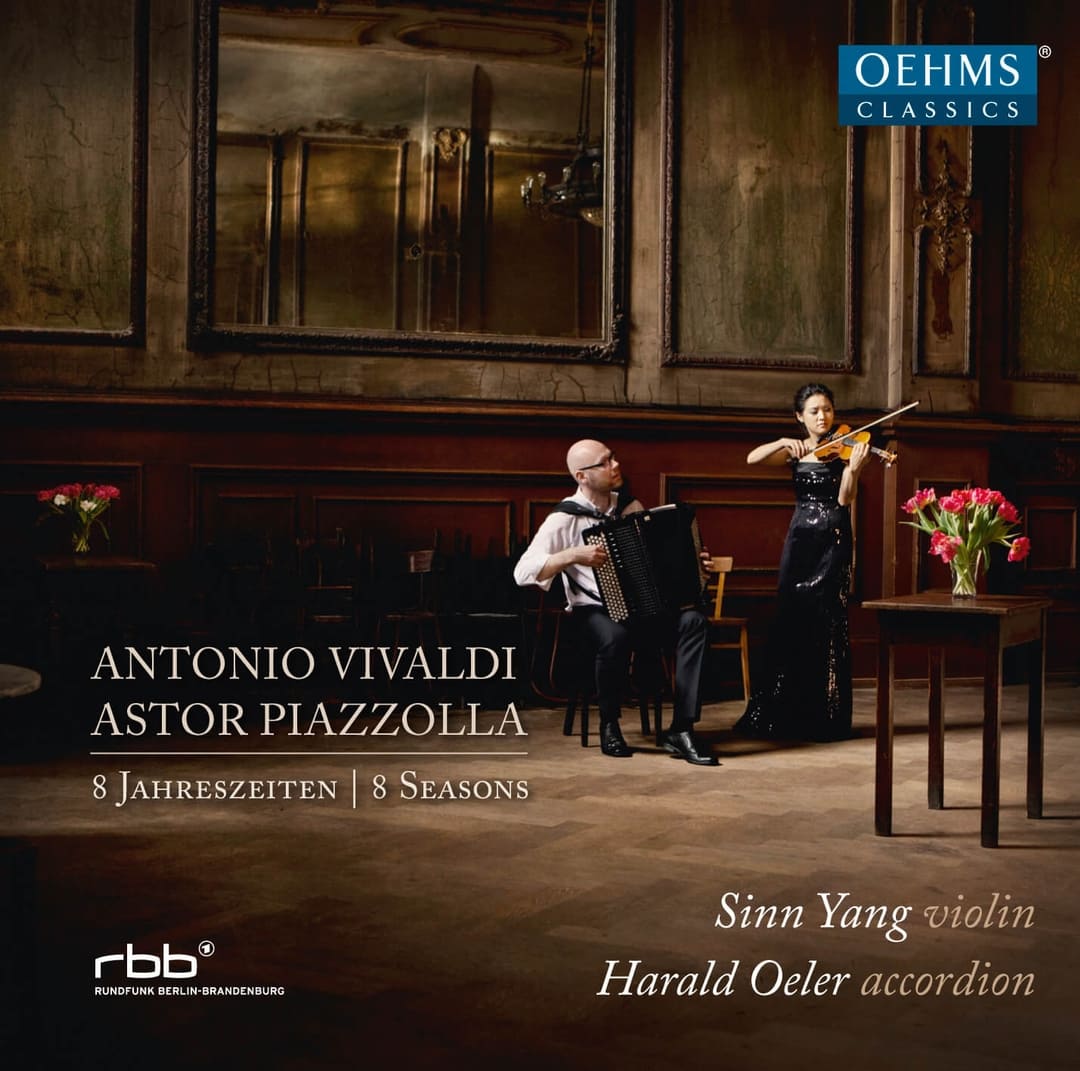 OEHMS®
CLASSICS
ANTONIO VIVALDI
ASTOR PIAZZOLLA
8 JAHRESZEITEN | 8 SEASONS
Sinn Yang violin
Harald Oeler accordion
rbb
RUNDFUNK BERLIN-BRANDENBURG